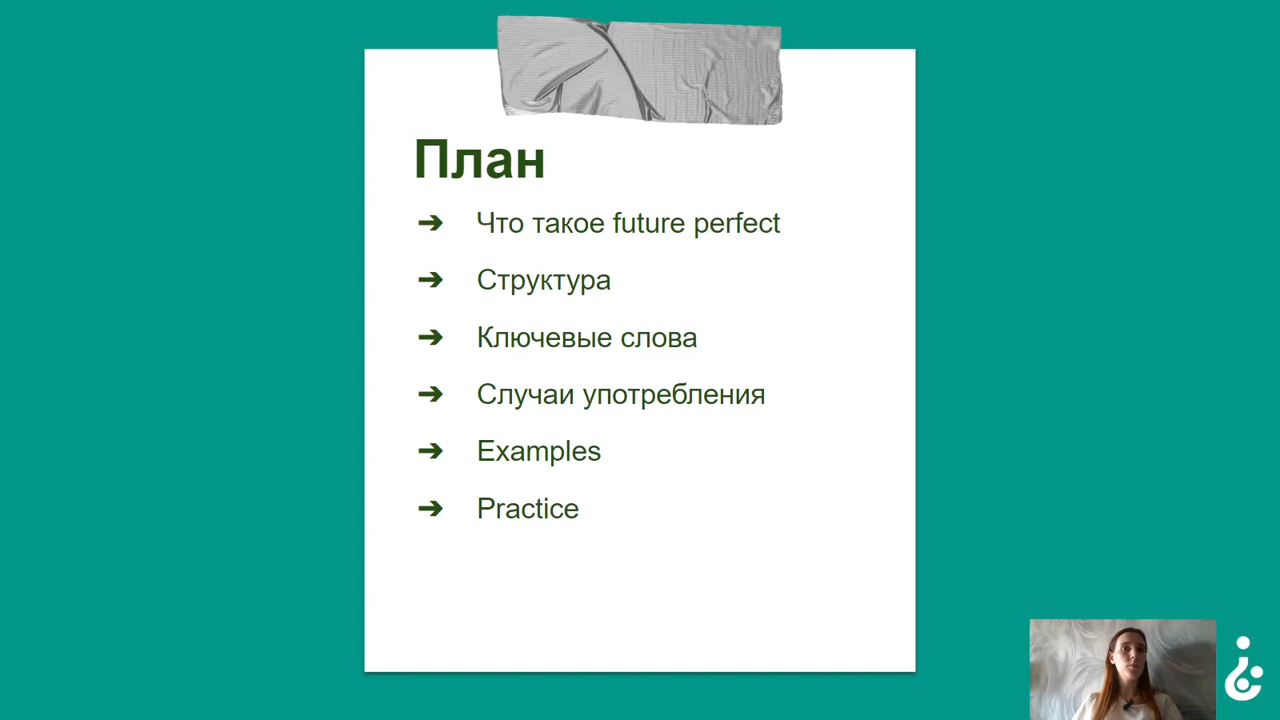 План
➔ Что такое future perfect
➔ Структура
➔ Ключевые слова
➔ Случаи употребления
➔ Examples
➔ Practice